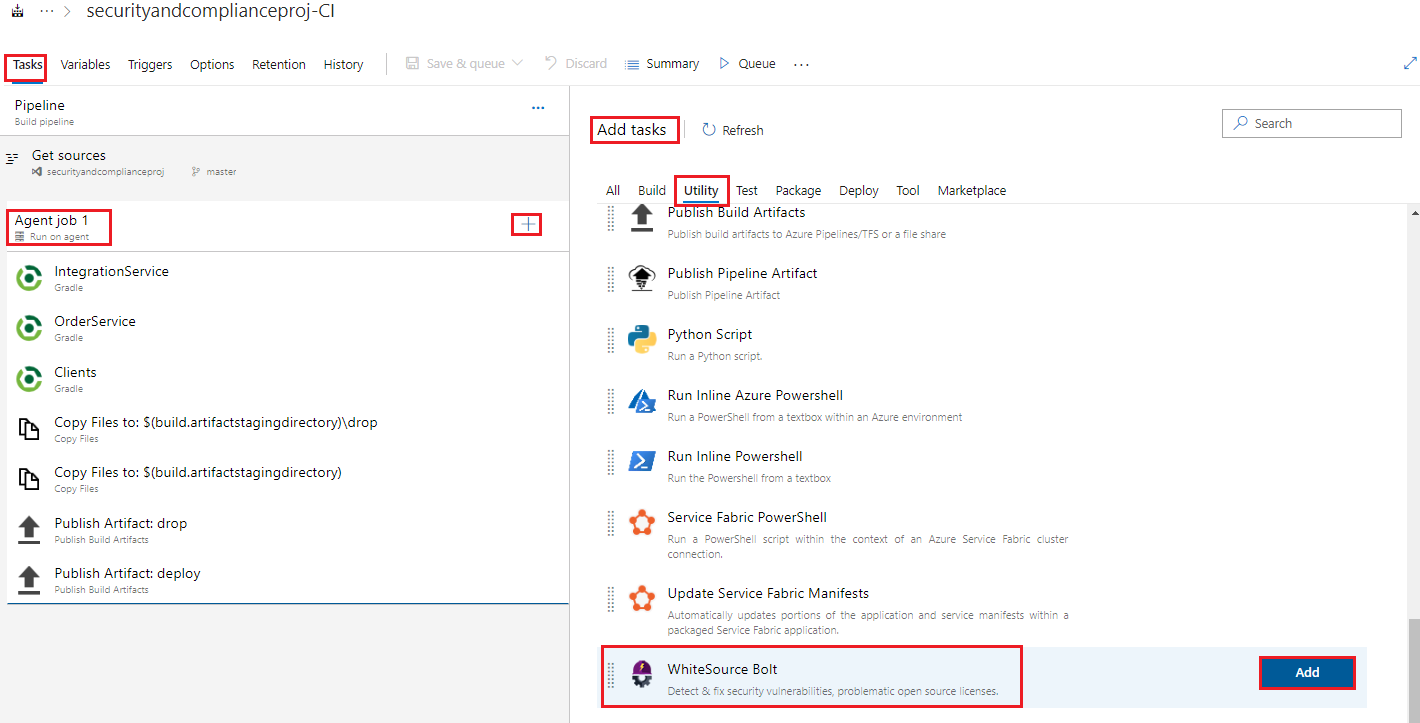 ··· > securityandcomplianceproj-CI
Tasks Variables Triggers Options Retention History Save & queue Discard Summary Queue ···
Pipeline
Build pipeline
Get sources
securityandcomplianceproj master
Agent job 1
Run on agent
IntegrationService
Gradle
OrderService
Gradle
Clients
Gradle
Copy Files to: $(build.artifactstagingdirectory)\drop
Copy Files
Copy Files to: $(build.artifactstagingdirectory)
Copy Files
Publish Artifact: drop
Publish Build Artifacts
Publish Artifact: deploy
Publish Build Artifacts
Add tasks Refresh Search
All Build Utility Test Package Deploy Tool Marketplace
Publish Build Artifacts
Publish build artifacts to Azure Pipelines/TFS or a file share
Publish Pipeline Artifact
Publish Pipeline Artifact
Python Script
Run a Python script.
Run Inline Azure Powershell
Run a PowerShell from a textbox within an Azure environment
Run Inline Powershell
Run the Powershell from a textbox
Service Fabric PowerShell
Run a PowerShell script within the context of an Azure Service Fabric cluster
connection.
Update Service Fabric Manifests
Automatically updates portions of the application and service manifests within a
packaged Service Fabric application.
WhiteSource Bolt
Detect & fix security vulnerabilities, problematic open source licenses.
Add